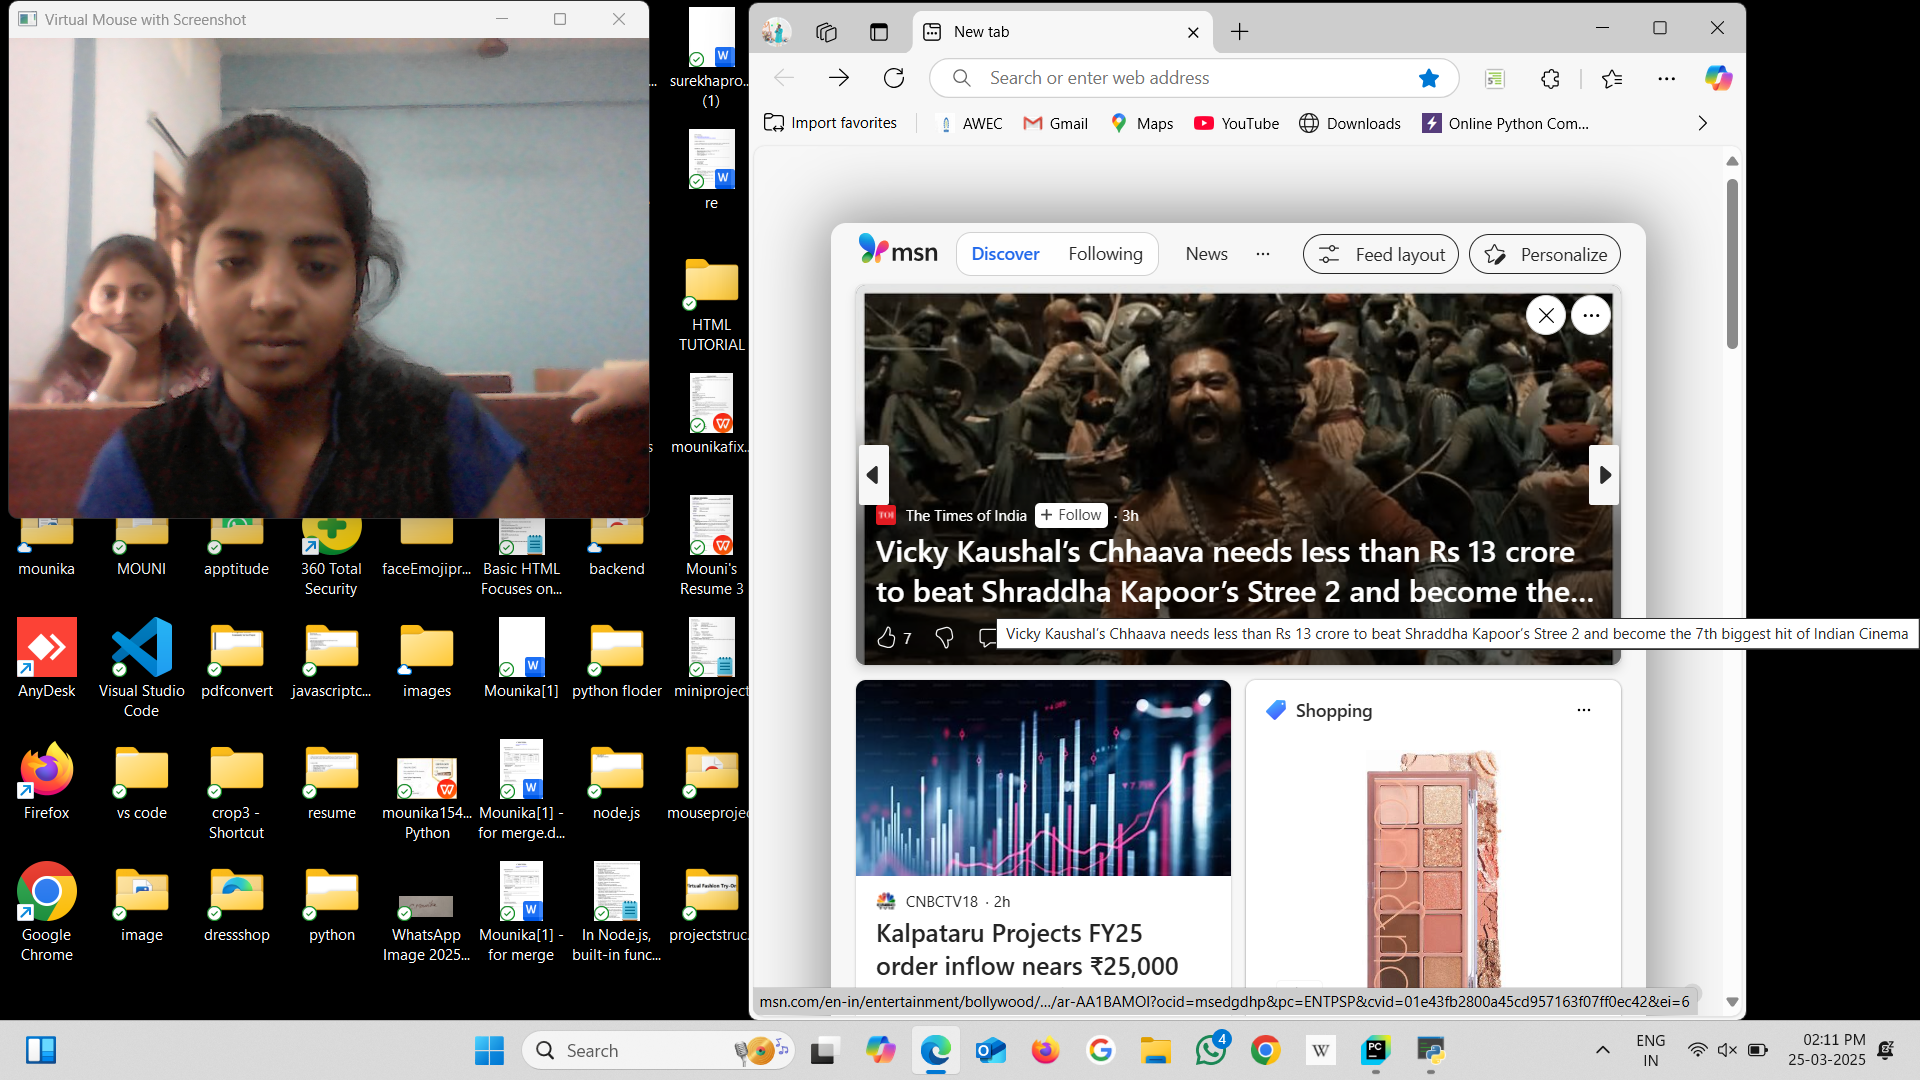 Virtual Mouse with Screenshot
surekhapro...
(1)
re
HTML
TUTORIAL
mounikafix...
mounika
MOUNI
apptitude
360 Total
Security
faceEmojipr...
Basic HTML
Focuses on...
backend
Mouni's
Resume 3
AnyDesk
Visual Studio
Code
pdfconvert
javascriptc...
images
Mounika[1]
python floder
miniproject
Firefox
vs code
crop3 -
Shortcut
resume
mounika154...
Python
Mounika[1] -
for merge.d...
node.js
mouseprojec
Google
Chrome
image
dressshop
python
WhatsApp
Image 2025...
Mounika[1] -
for merge
In Node.js,
built-in func...
projectstruc...
New tab
Search or enter web address
Import favorites
AWEC
Gmail
Maps
YouTube
Downloads
Online Python Com...
msn
Discover
Following
News
Feed layout
Personalize
The Times of India
+ Follow
· 3h
Vicky Kaushal's Chhaava needs less than Rs 13 crore
to beat Shraddha Kapoor's Stree 2 and become the...
7
Vicky Kaushal's Chhaava needs less than Rs 13 crore to beat Shraddha Kapoor's Stree 2 and become the 7th biggest hit of Indian Cinema
Shopping
CNBCTV18 · 2h
Kalpataru Projects FY25
order inflow nears ₹25,000
msn.com/en-in/entertainment/bollywood/.../ar-AA1BAMOI?ocid=msedgdhp&pc=ENTPSP&cvid=01e43fb2800a45cd957163f07ff0ec42&ei=6
Search
4
ENG
IN
02:11 PM
25-03-2025